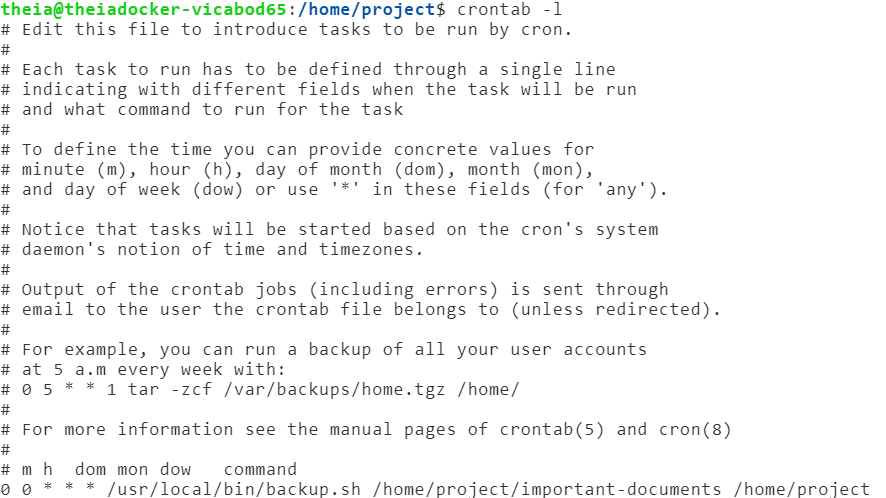 theia@theiadocker-vicabod65:/home/project$ crontab -l
# Edit this file to introduce tasks to be run by cron.
#
# Each task to run has to be defined through a single line
# indicating with different fields when the task will be run
# and what command to run for the task
#
# To define the time you can provide concrete values for
# minute (m), hour (h), day of month (dom), month (mon),
# and day of week (dow) or use '*' in these fields (for 'any').
#
# Notice that tasks will be started based on the cron's system
# daemon's notion of time and timezones.
#
# Output of the crontab jobs (including errors) is sent through
# email to the user the crontab file belongs to (unless redirected).
#
# For example, you can run a backup of all your user accounts
# at 5 a.m every week with:
# 0 5 * * 1 tar -zcf /var/backups/home.tgz /home/
#
# For more information see the manual pages of crontab(5) and cron(8)
#
# m h  dom mon dow   command
0 0 * * * /usr/local/bin/backup.sh /home/project/important-documents /home/project